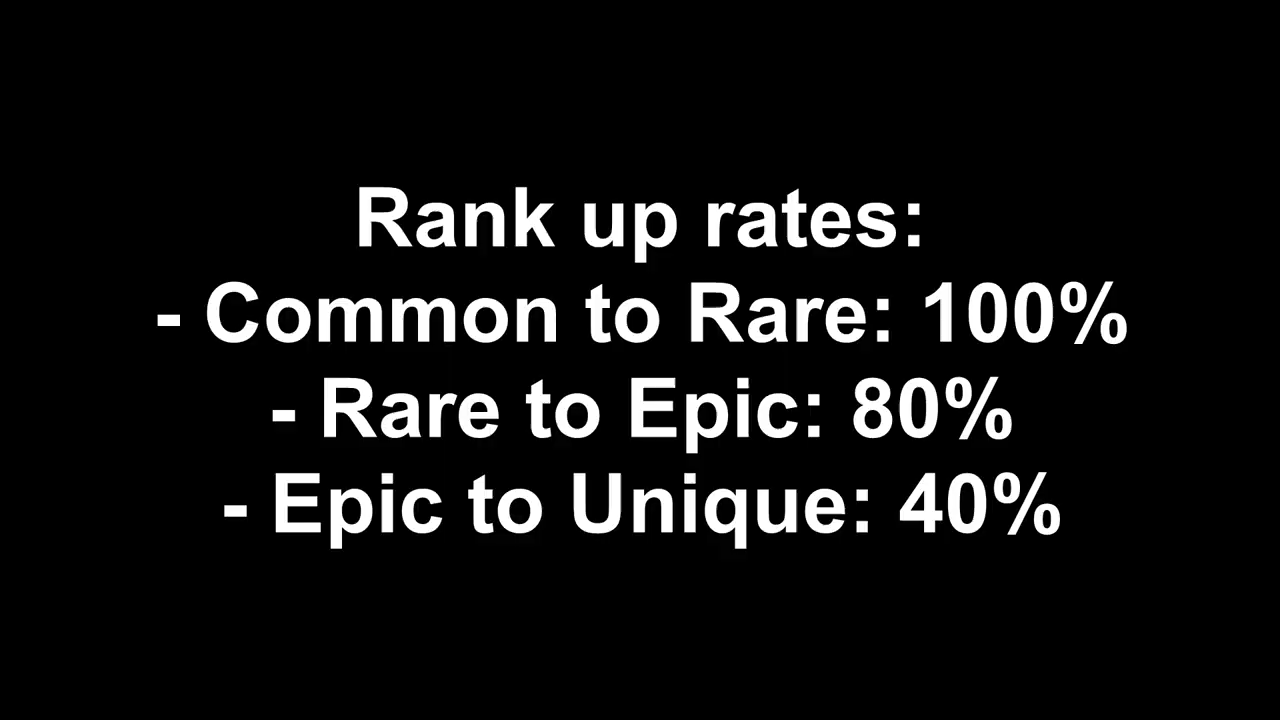 Rank up rates:
- Common to Rare: 100%
- Rare to Epic: 80%
- Epic to Unique: 40%